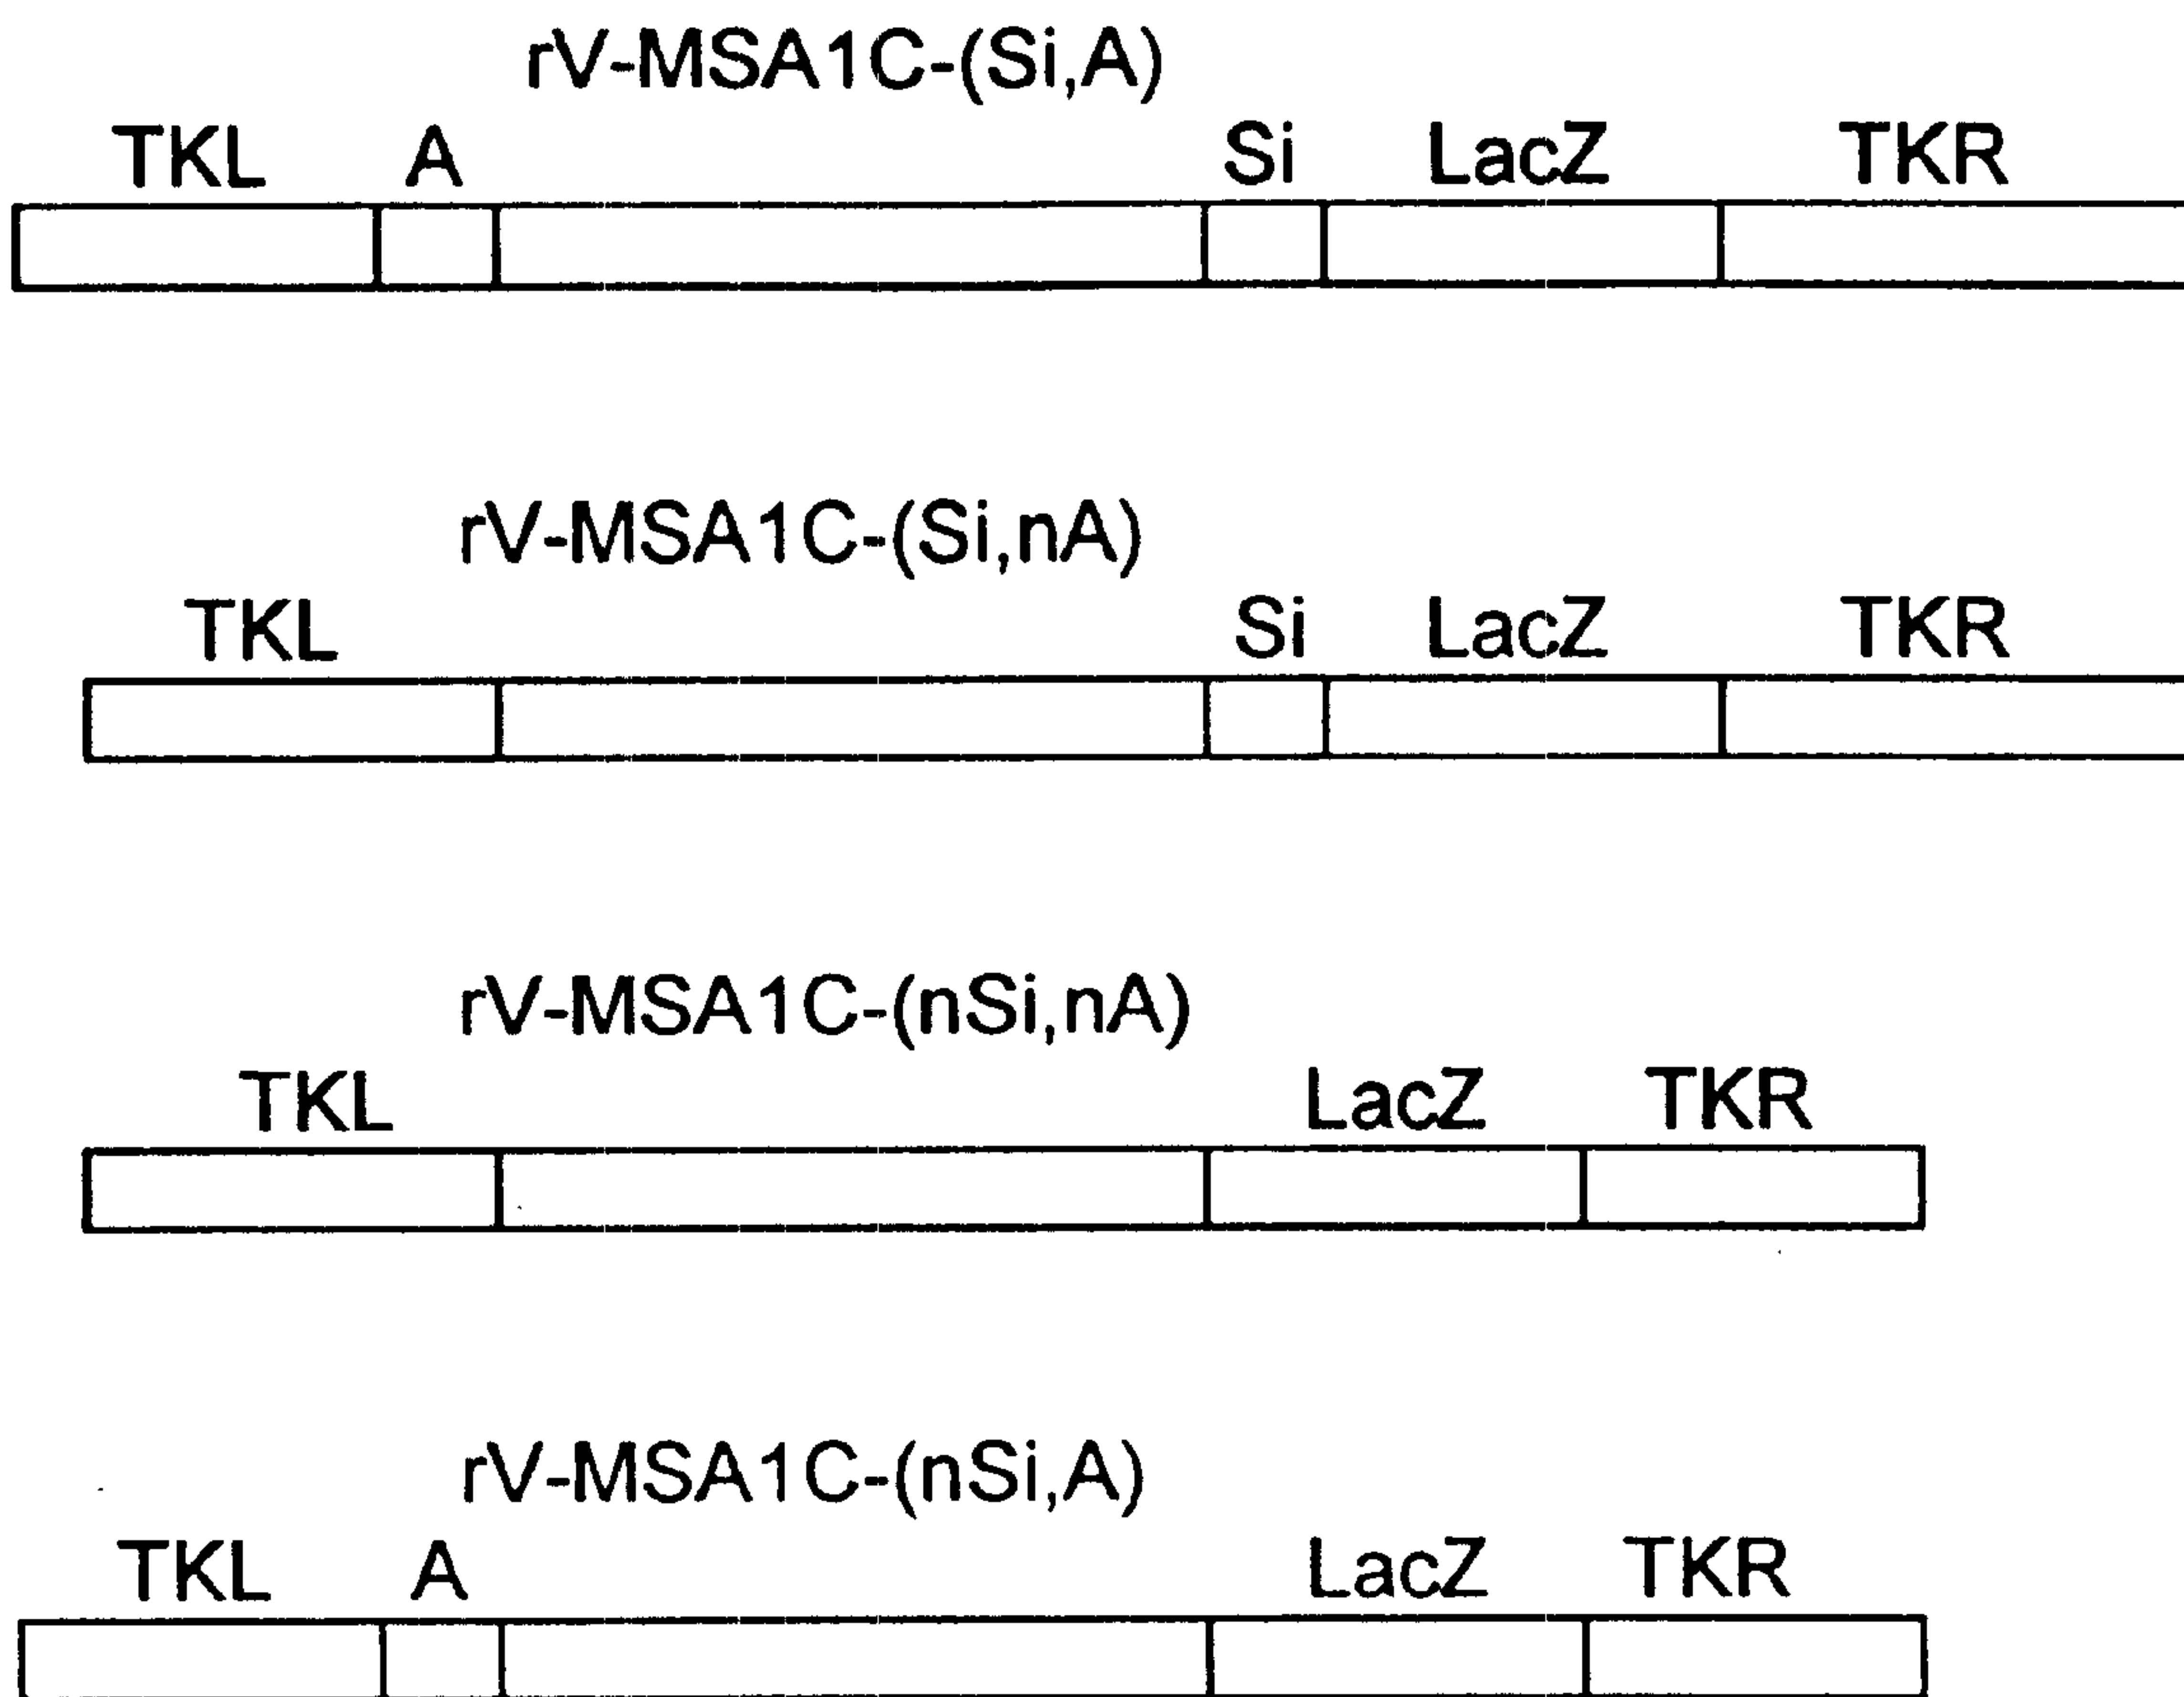 rV-MSA1C-(Si,A)
TKL A Si LacZ TKR
rV-MSA1C-(Si,nA)
TKL Si LacZ TKR
rV-MSA1C-(nSi,nA)
TKL LacZ TKR
rV-MSA1C-(nSi,A)
TKL A LacZ TKR